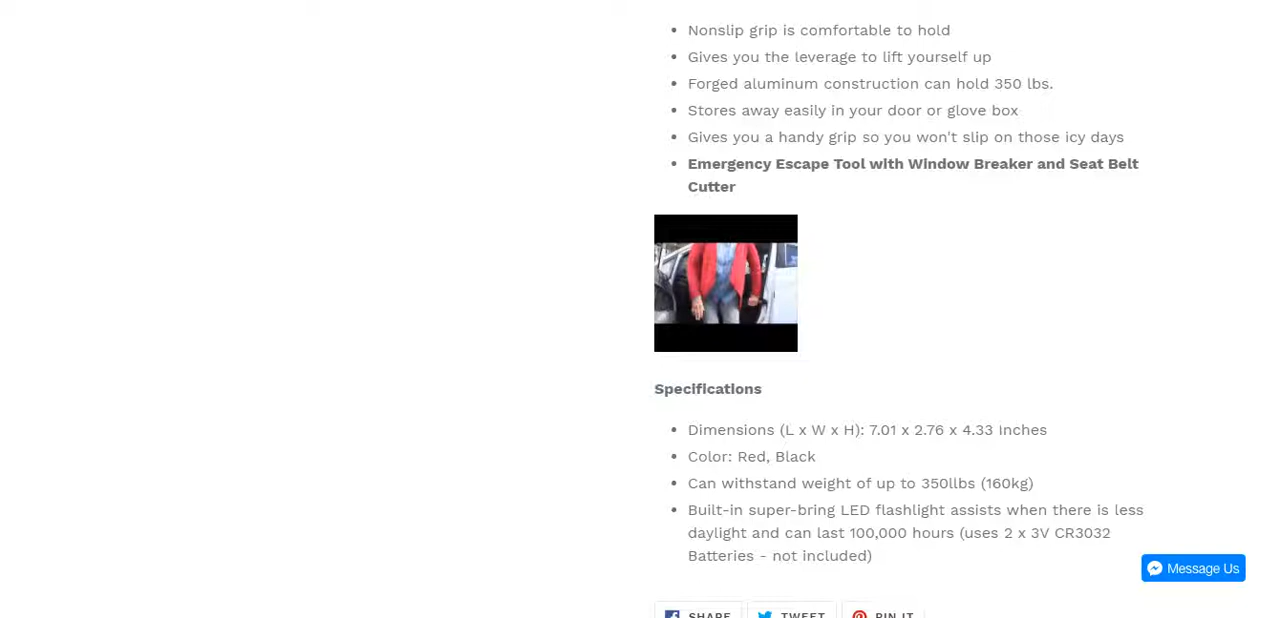 Nonslip grip is comfortable to hold
Gives you the leverage to lift yourself up
Forged aluminum construction can hold 350 lbs.
Stores away easily in your door or glove box
Gives you a handy grip so you won't slip on those icy days
Emergency Escape Tool with Window Breaker and Seat Belt
Cutter
Specifications
Dimensions (L x W x H): 7.01 x 2.76 x 4.33 Inches
Color: Red, Black
Can withstand weight of up to 350llbs (160kg)
Built-in super-bring LED flashlight assists when there is less
daylight and can last 100,000 hours (uses 2 x 3V CR3032
Batteries - not included)
Message Us
SHARE TWEET PIN IT